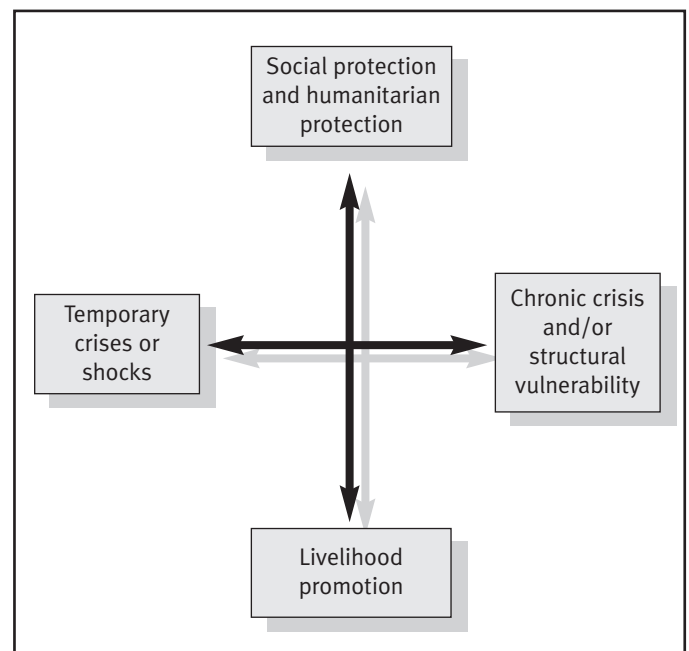 Social protection
and humanitarian
protection
Temporary
crises or
shocks
Chronic crisis
and/or
structural
vulnerability
Livelihood
promotion